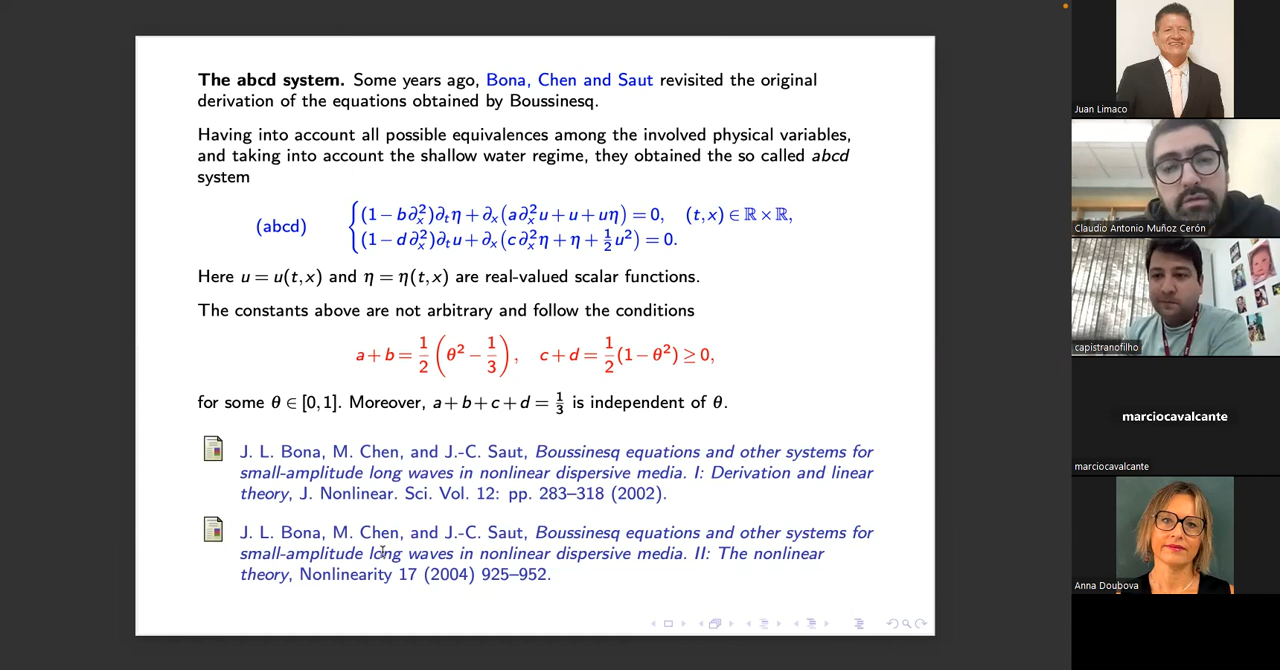 The abcd system. Some years ago, Bona, Chen and Saut revisited the original
derivation of the equations obtained by Boussinesq.
Having into account all possible equivalences among the involved physical variables,
and taking into account the shallow water regime, they obtained the so called abcd
system
(abcd)
(1 − b∂ₓ²)∂ₜη + ∂ₓ(a∂ₓ²u + u + uη) = 0, (t,x) ∈ ℝ × ℝ,
(1 − d∂ₓ²)∂ₜu + ∂ₓ(c∂ₓ²η + η + ½u²) = 0.
Here u = u(t,x) and η = η(t,x) are real-valued scalar functions.
The constants above are not arbitrary and follow the conditions
a + b = 1/2 (θ² − 1/3), c + d = 1/2 (1 − θ²) ≥ 0,
for some θ ∈ [0,1]. Moreover, a + b + c + d = 1/3 is independent of θ.
J. L. Bona, M. Chen, and J.-C. Saut, Boussinesq equations and other systems for
small-amplitude long waves in nonlinear dispersive media. I: Derivation and linear
theory, J. Nonlinear. Sci. Vol. 12: pp. 283–318 (2002).
J. L. Bona, M. Chen, and J.-C. Saut, Boussinesq equations and other systems for
small-amplitude long waves in nonlinear dispersive media. II: The nonlinear
theory, Nonlinearity 17 (2004) 925–952.
Juan Limaco
Claudio Antonio Muñoz Cerón
capistranofilho
marciocavalcante
marciocavalcante
Anna Doubova